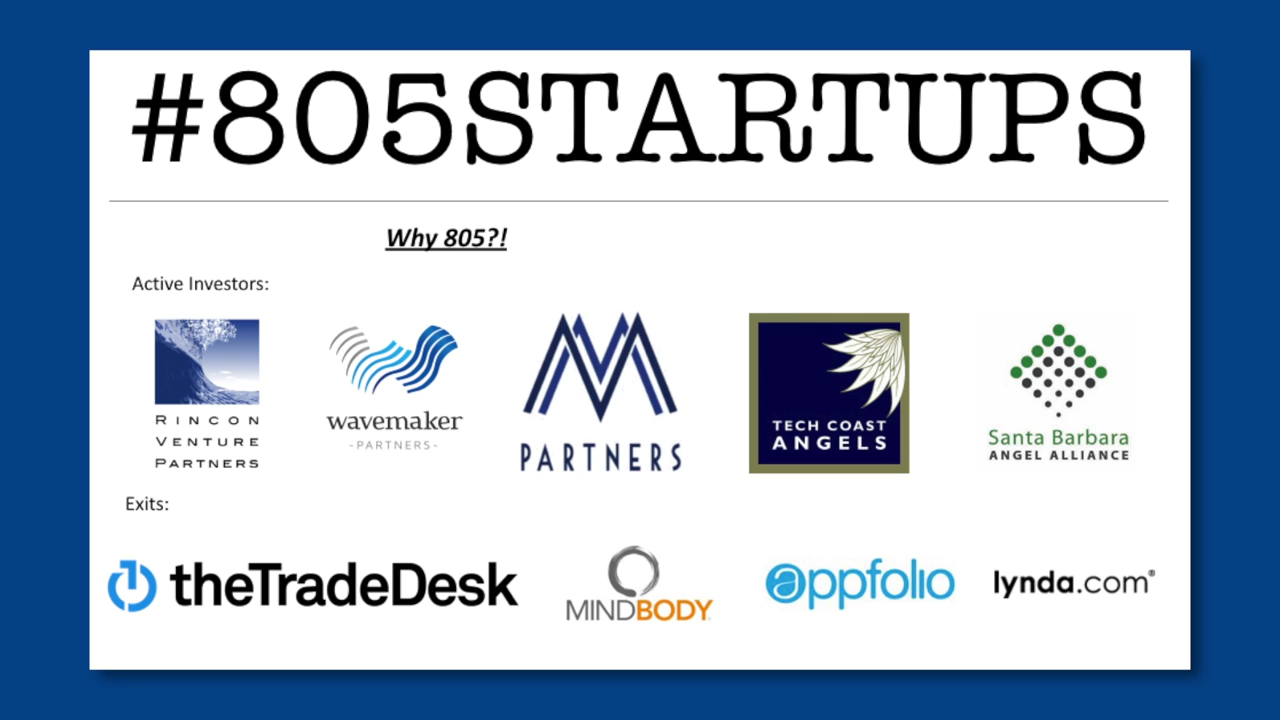 #805STARTUPS
Why 805?!
Active Investors:
RINCON
VENTURE
PARTNERS
wavemaker
-PARTNERS-
M
PARTNERS
TECH COAST
ANGELS
Santa Barbara
ANGEL ALLIANCE
Exits:
theTradeDesk
MINDBODY
appfolio
lynda.com®